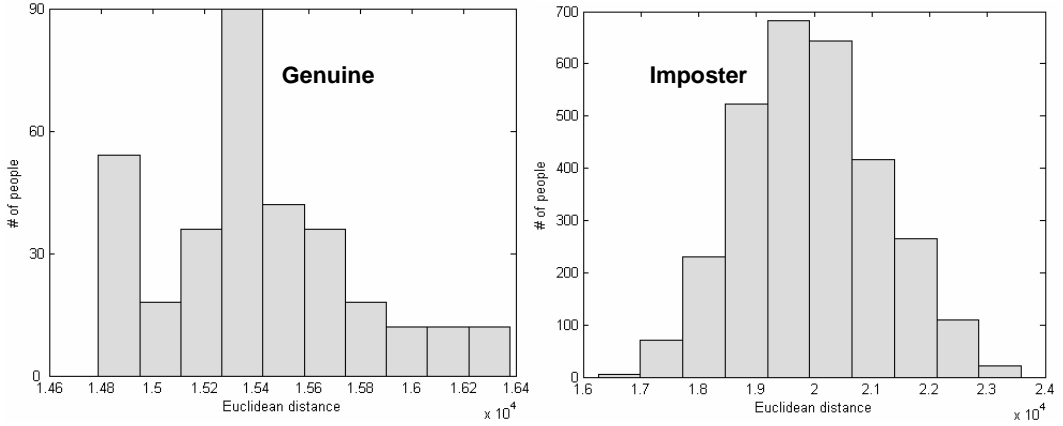 90
60
30
0
# of people
Genuine
1.46 1.48 1.5 1.52 1.54 1.56 1.58 1.6 1.62 1.64
Euclidean distance
x 10^4
700
600
500
400
300
200
100
0
# of people
Imposter
1.6 1.7 1.8 1.9 2 2.1 2.2 2.3 2.4
Euclidean distance
x 10^4